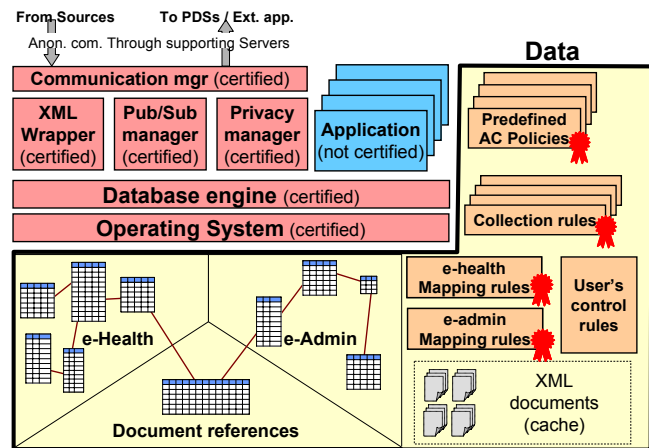 From Sources
To PDSs / Ext. app.
Anon. com. Through supporting Servers
Data
Communication mgr (certified)
XML
Wrapper
(certified)
Pub/Sub
manager
(certified)
Privacy
manager
(certified)
Application
(not certified)
Predefined
AC Policies
Database engine (certified)
Operating System (certified)
Collection rules
e-health
Mapping rules
e-admin
Mapping rules
User's
control
rules
e-Health
e-Admin
Document references
XML
documents
(cache)